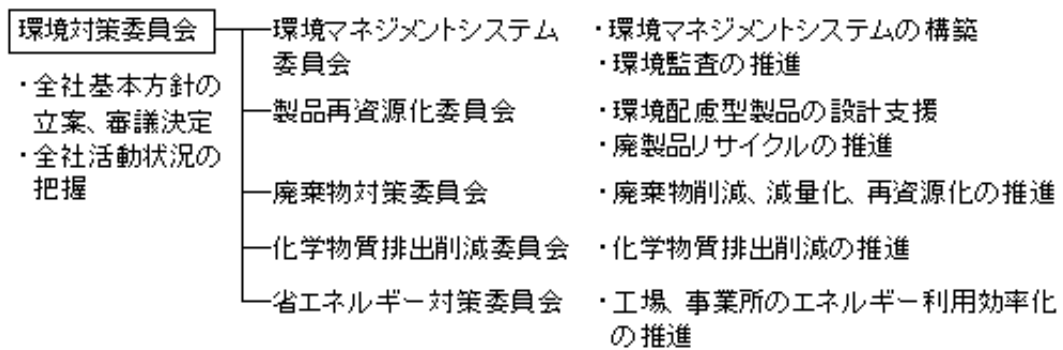 環境対策委員会
・全社基本方針の
立案、審議決定
・全社活動状況の
把握
環境マネジメントシステム
委員会
・環境マネジメントシステムの構築
・環境監査の推進
製品再資源化委員会
・環境配慮型製品の設計支援
・廃製品リサイクルの推進
廃棄物対策委員会
・廃棄物削減、減量化、再資源化の推進
化学物質排出削減委員会
・化学物質排出削減の推進
省エネルギー対策委員会
・工場、事業所のエネルギー利用効率化
の推進